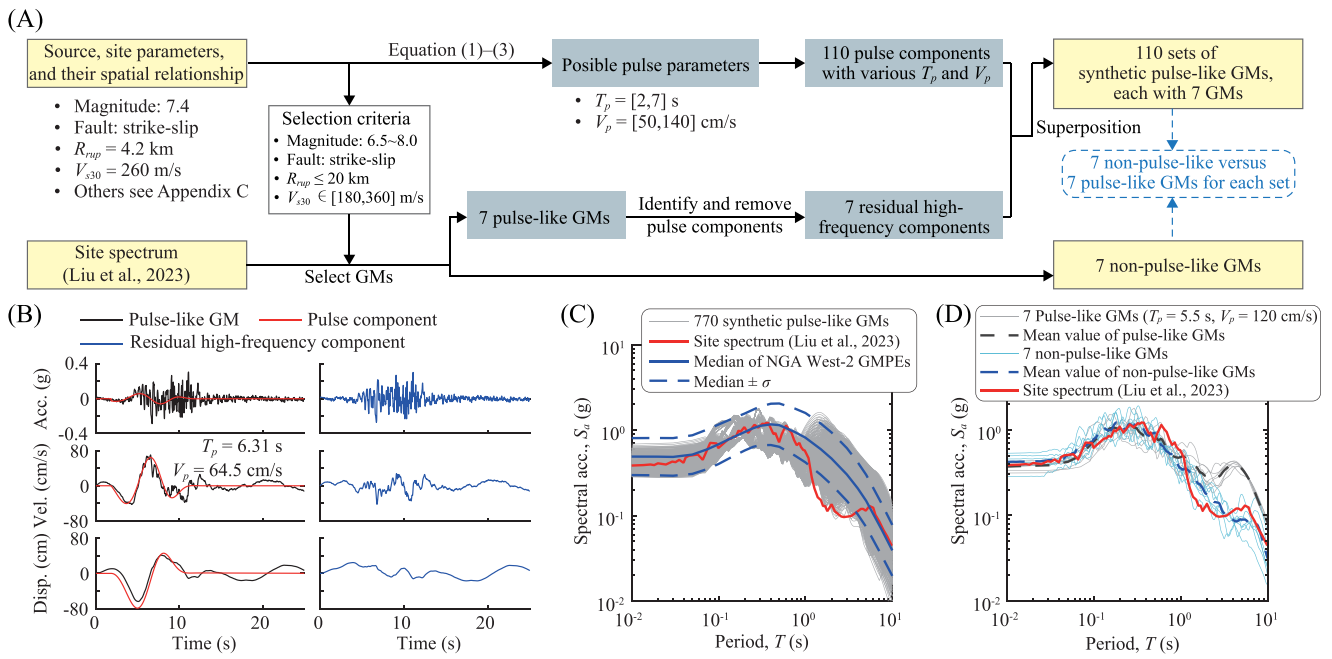 (A)
Source, site parameters,
and their spatial relationship
• Magnitude: 7.4
• Fault: strike-slip
• R_rup = 4.2 km
• V_s30 = 260 m/s
• Others see Appendix C
Site spectrum
(Liu et al., 2023)
Equation (1)–(3)
Selection criteria
• Magnitude: 6.5~8.0
• Fault: strike-slip
• R_rup ≤ 20 km
• V_s30 ∈ [180,360] m/s
Select GMs
Posible pulse parameters
• T_p = [2,7] s
• V_p = [50,140] cm/s
7 pulse-like GMs
Identify and remove
pulse components
110 pulse components
with various T_p and V_p
7 residual high-
frequency components
Superposition
110 sets of
synthetic pulse-like GMs,
each with 7 GMs
7 non-pulse-like versus
7 pulse-like GMs for each set
7 non-pulse-like GMs
(B)
Pulse-like GM
Pulse component
Residual high-frequency component
Acc. (g)
0.4
0
-0.4
Vel. (cm/s)
80
0
-80
T_p = 6.31 s
V_p = 64.5 cm/s
Disp. (cm)
80
0
-80
0 10 20
Time (s)
0 10 20
Time (s)
(C)
770 synthetic pulse-like GMs
Site spectrum (Liu et al., 2023)
Median of NGA West-2 GMPEs
Median ± σ
Spectral acc., S_a (g)
10^1
10^0
10^-1
10^-2
10^-2 10^-1 10^0 10^1
Period, T (s)
(D)
7 Pulse-like GMs (T_p = 5.5 s, V_p = 120 cm/s)
Mean value of pulse-like GMs
7 non-pulse-like GMs
Mean value of non-pulse-like GMs
Site spectrum (Liu et al., 2023)
Spectral acc., S_a (g)
10^0
10^-1
10^-2
10^-2 10^-1 10^0 10^1
Period, T (s)